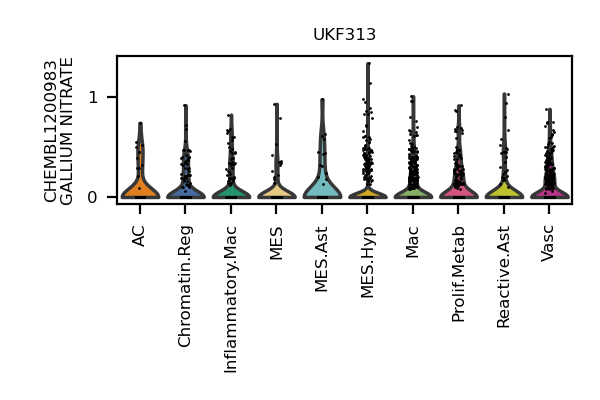 UKF313
CHEMBL1200983
GALLIUM NITRATE
1
0
AC
Chromatin.Reg
Inflammatory.Mac
MES
MES.Ast
MES.Hyp
Mac
Prolif.Metab
Reactive.Ast
Vasc